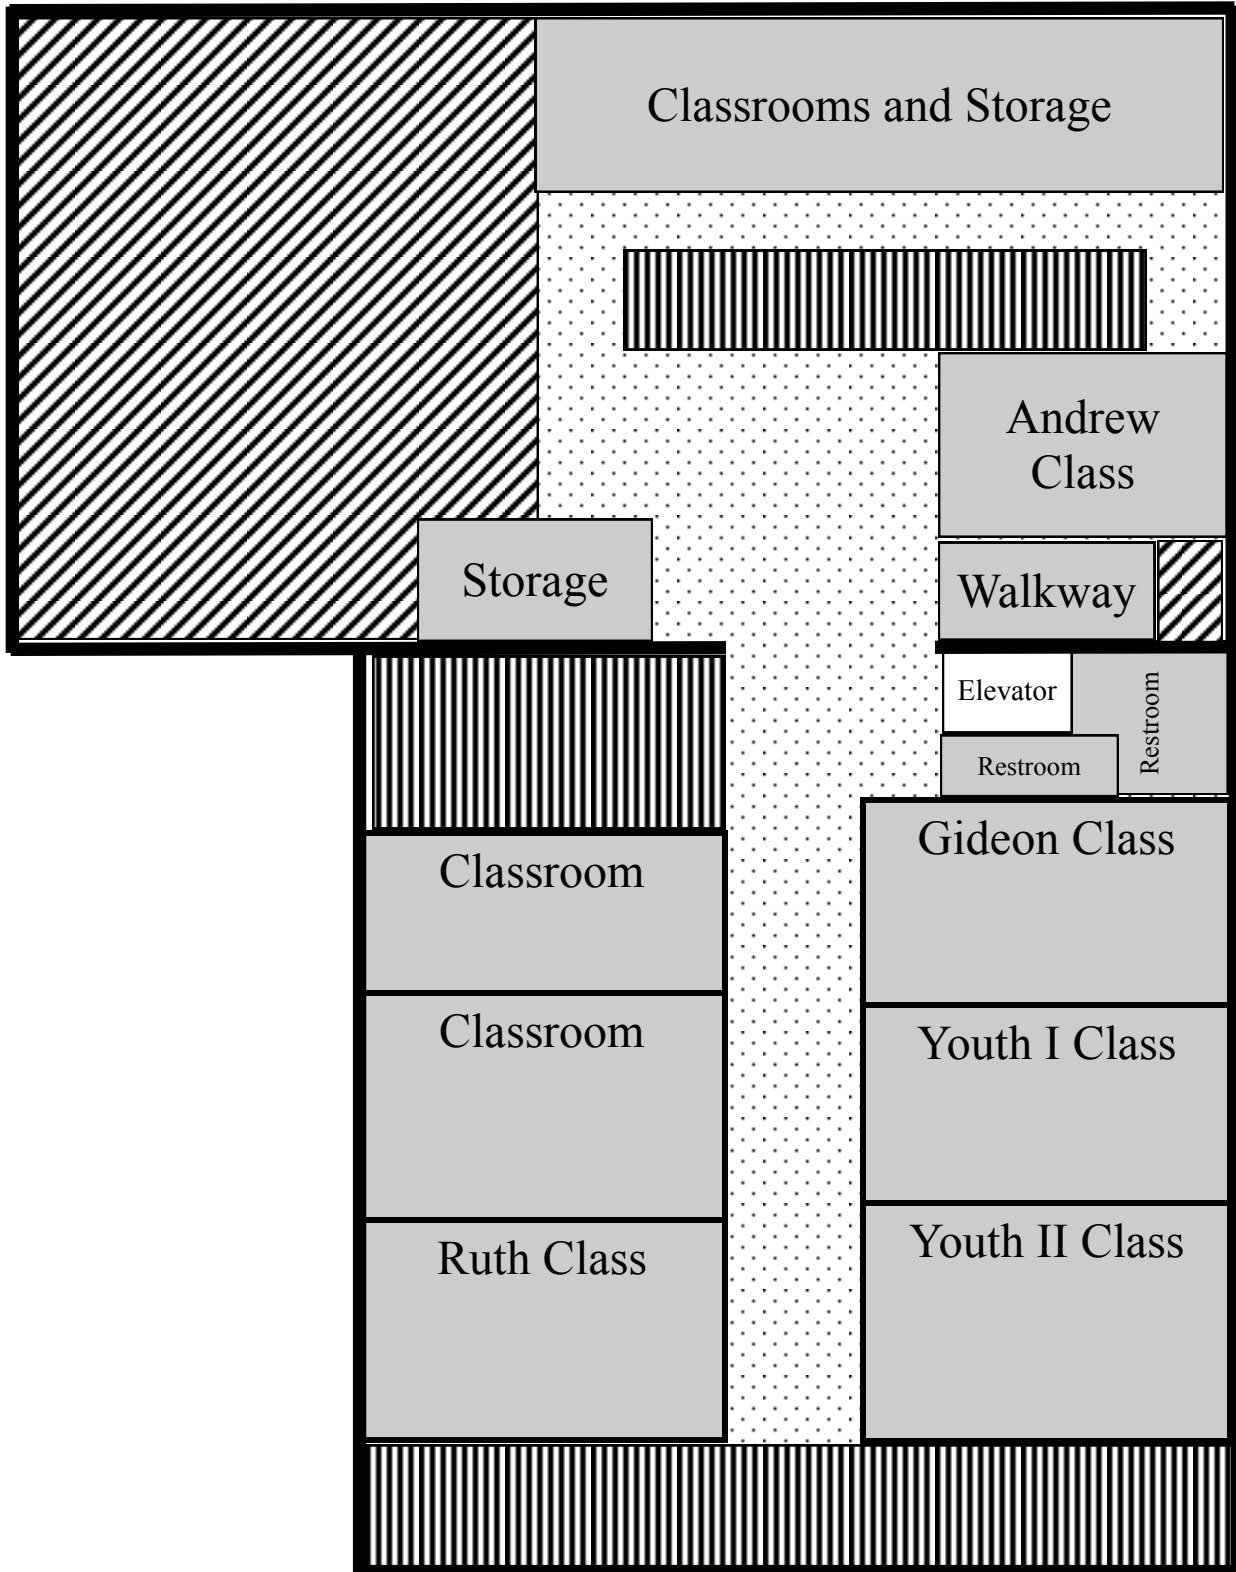 Classrooms and Storage
Andrew
Class
Storage
Walkway
Elevator
Restroom
Restroom
Gideon Class
Classroom
Classroom
Youth I Class
Ruth Class
Youth II Class